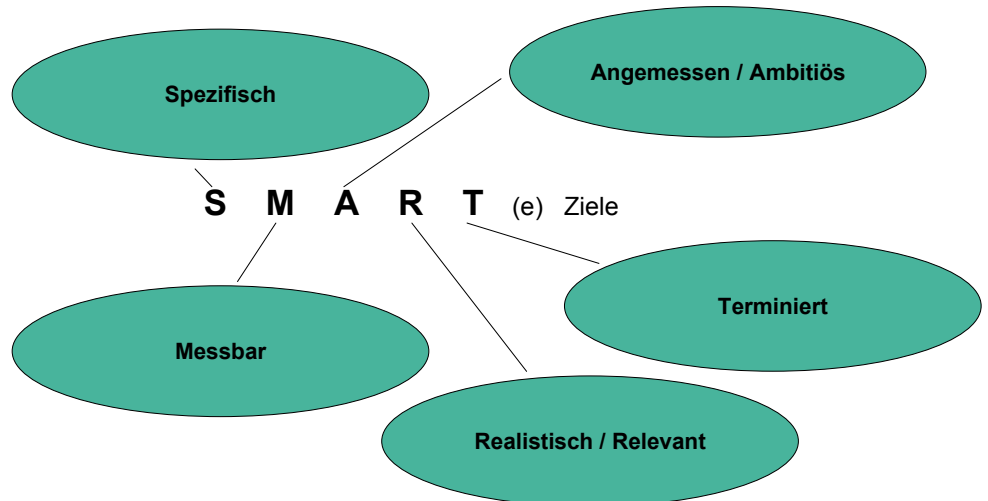 Spezifisch
Angemessen / Ambitiös
S M A R T (e) Ziele
Messbar
Terminiert
Realistisch / Relevant